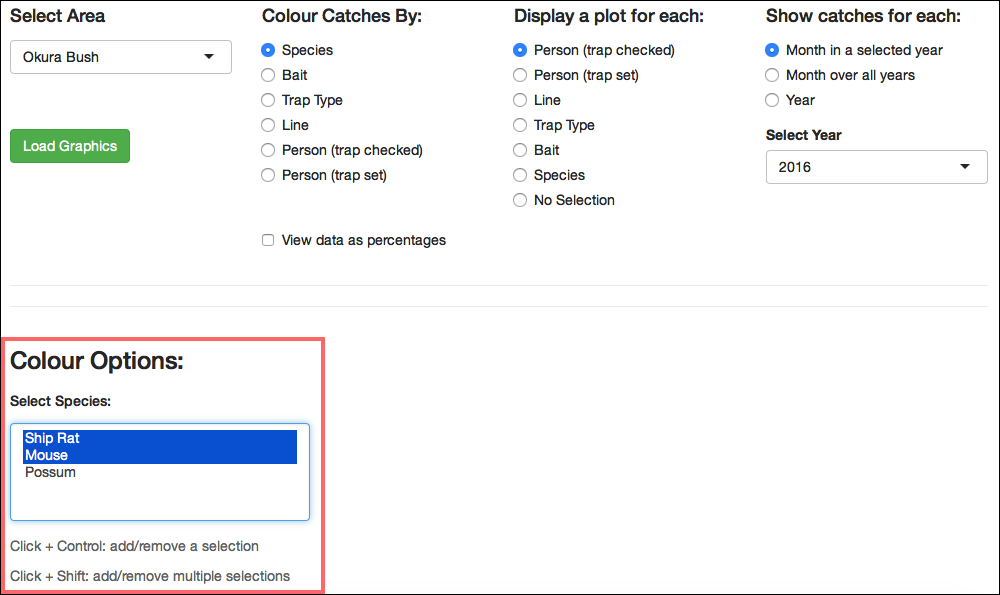 Select Area
Okura Bush
Load Graphics
Colour Catches By:
Species
Bait
Trap Type
Line
Person (trap checked)
Person (trap set)
View data as percentages
Display a plot for each:
Person (trap checked)
Person (trap set)
Line
Trap Type
Bait
Species
No Selection
Show catches for each:
Month in a selected year
Month over all years
Year
Select Year
2016
Colour Options:
Select Species:
Ship Rat
Mouse
Possum
Click + Control: add/remove a selection
Click + Shift: add/remove multiple selections